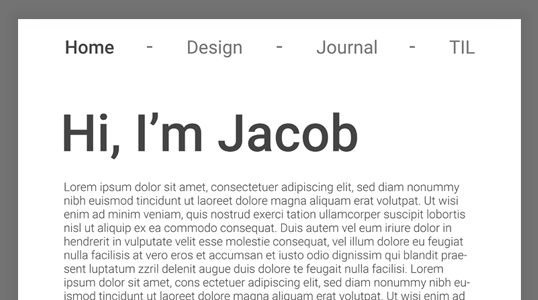 Home - Design - Journal - TIL
Hi, I’m Jacob
Lorem ipsum dolor sit amet, consectetuer adipiscing elit, sed diam nonummy
nibh euismod tincidunt ut laoreet dolore magna aliquam erat volutpat. Ut wisi
enim ad minim veniam, quis nostrud exerci tation ullamcorper suscipit lobortis
nisl ut aliquip ex ea commodo consequat. Duis autem vel eum iriure dolor in
hendrerit in vulputate velit esse molestie consequat, vel illum dolore eu feugiat
nulla facilisis at vero eros et accumsan et iusto odio dignissim qui blandit prae-
sent luptatum zzril delenit augue duis dolore te feugait nulla facilisi. Lorem
ipsum dolor sit amet, cons ectetuer adipiscing elit, sed diam nonummy nibh eu-
ismod tincidunt ut laoreet dolore magna aliquam erat volutpat. Ut wisi enim ad